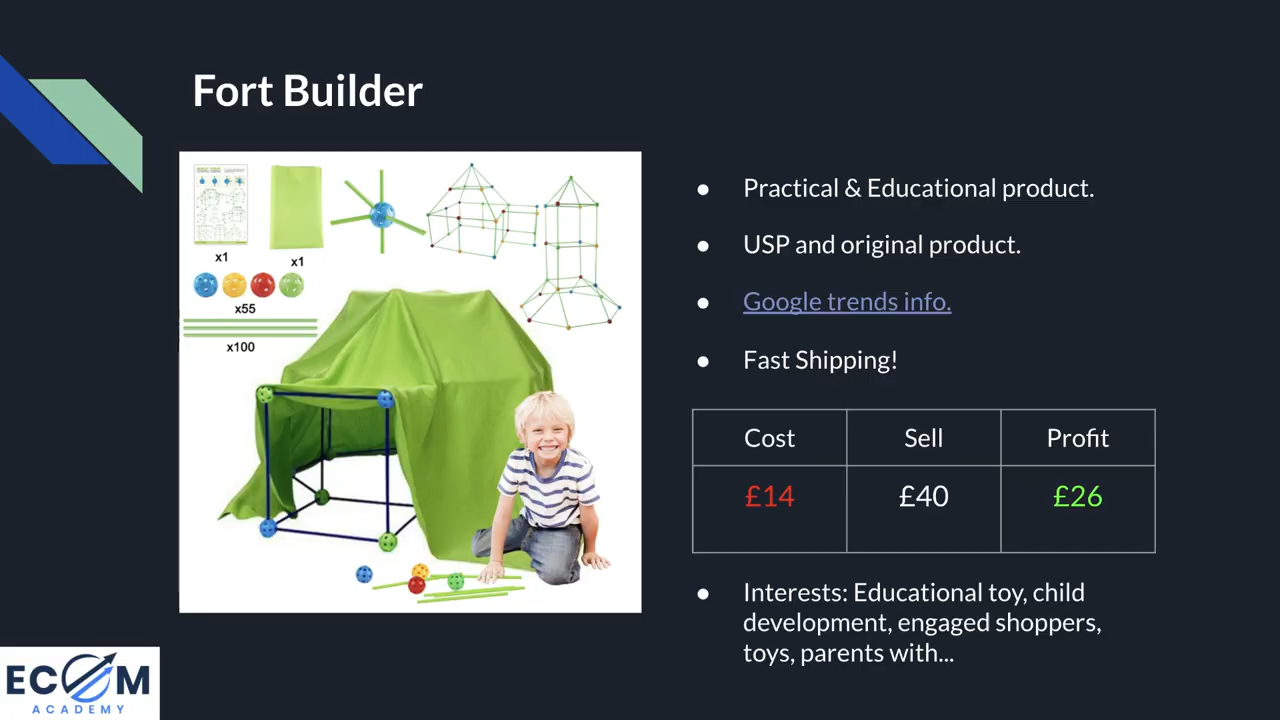 Fort Builder
x1
x1
x55
x100
● Practical & Educational product.
● USP and original product.
● Google trends info.
● Fast Shipping!
Cost Sell Profit
£14 £40 £26
● Interests: Educational toy, child
development, engaged shoppers,
toys, parents with...
ECOM
ACADEMY